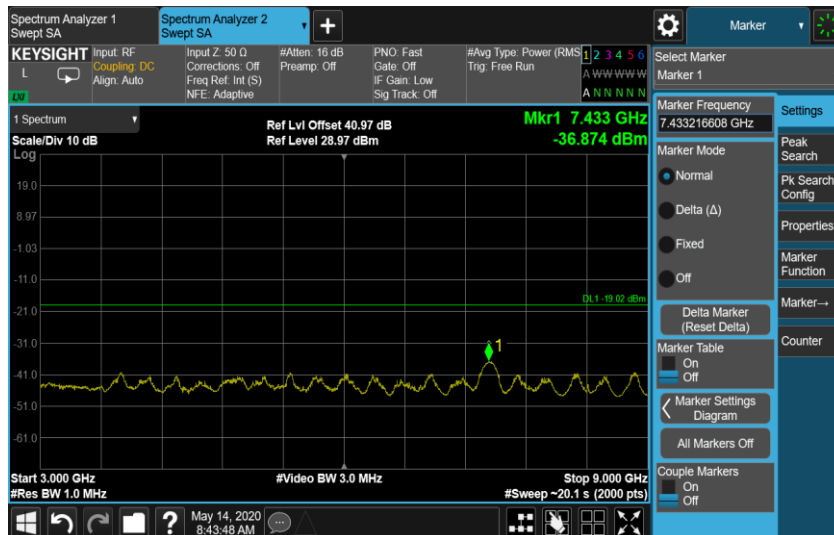 Spectrum Analyzer 1
Swept SA
Spectrum Analyzer 2
Swept SA
Marker
KEYSIGHT
L
LXI
Input: RF
Coupling: DC
Align: Auto
Input Z: 50 Ω
Corrections: Off
Freq Ref: Int (S)
NFE: Adaptive
#Atten: 16 dB
Preamp: Off
PNO: Fast
Gate: Off
IF Gain: Low
Sig Track: Off
#Avg Type: Power (RMS
Trig: Free Run
1 2 3 4 5 6
A W W W W W
A N N N N N
Select Marker
Marker 1
1 Spectrum
Scale/Div 10 dB
Log
Ref Lvl Offset 40.97 dB
Ref Level 28.97 dBm
Mkr1 7.433 GHz
-36.874 dBm
19.0
8.97
-1.03
-11.0
-21.0
-31.0
-41.0
-51.0
-61.0
DL1 -19.02 dBm
1
Start 3.000 GHz
#Res BW 1.0 MHz
#Video BW 3.0 MHz
Stop 9.000 GHz
#Sweep ~20.1 s (2000 pts)
Marker Frequency
7.433216608 GHz
Marker Mode
Normal
Delta (Δ)
Fixed
Off
Delta Marker
(Reset Delta)
Marker Table
On
Off
Marker Settings
Diagram
All Markers Off
Couple Markers
On
Off
Settings
Peak
Search
Pk Search
Config
Properties
Marker
Function
Marker→
Counter
?
May 14, 2020
8:43:48 AM